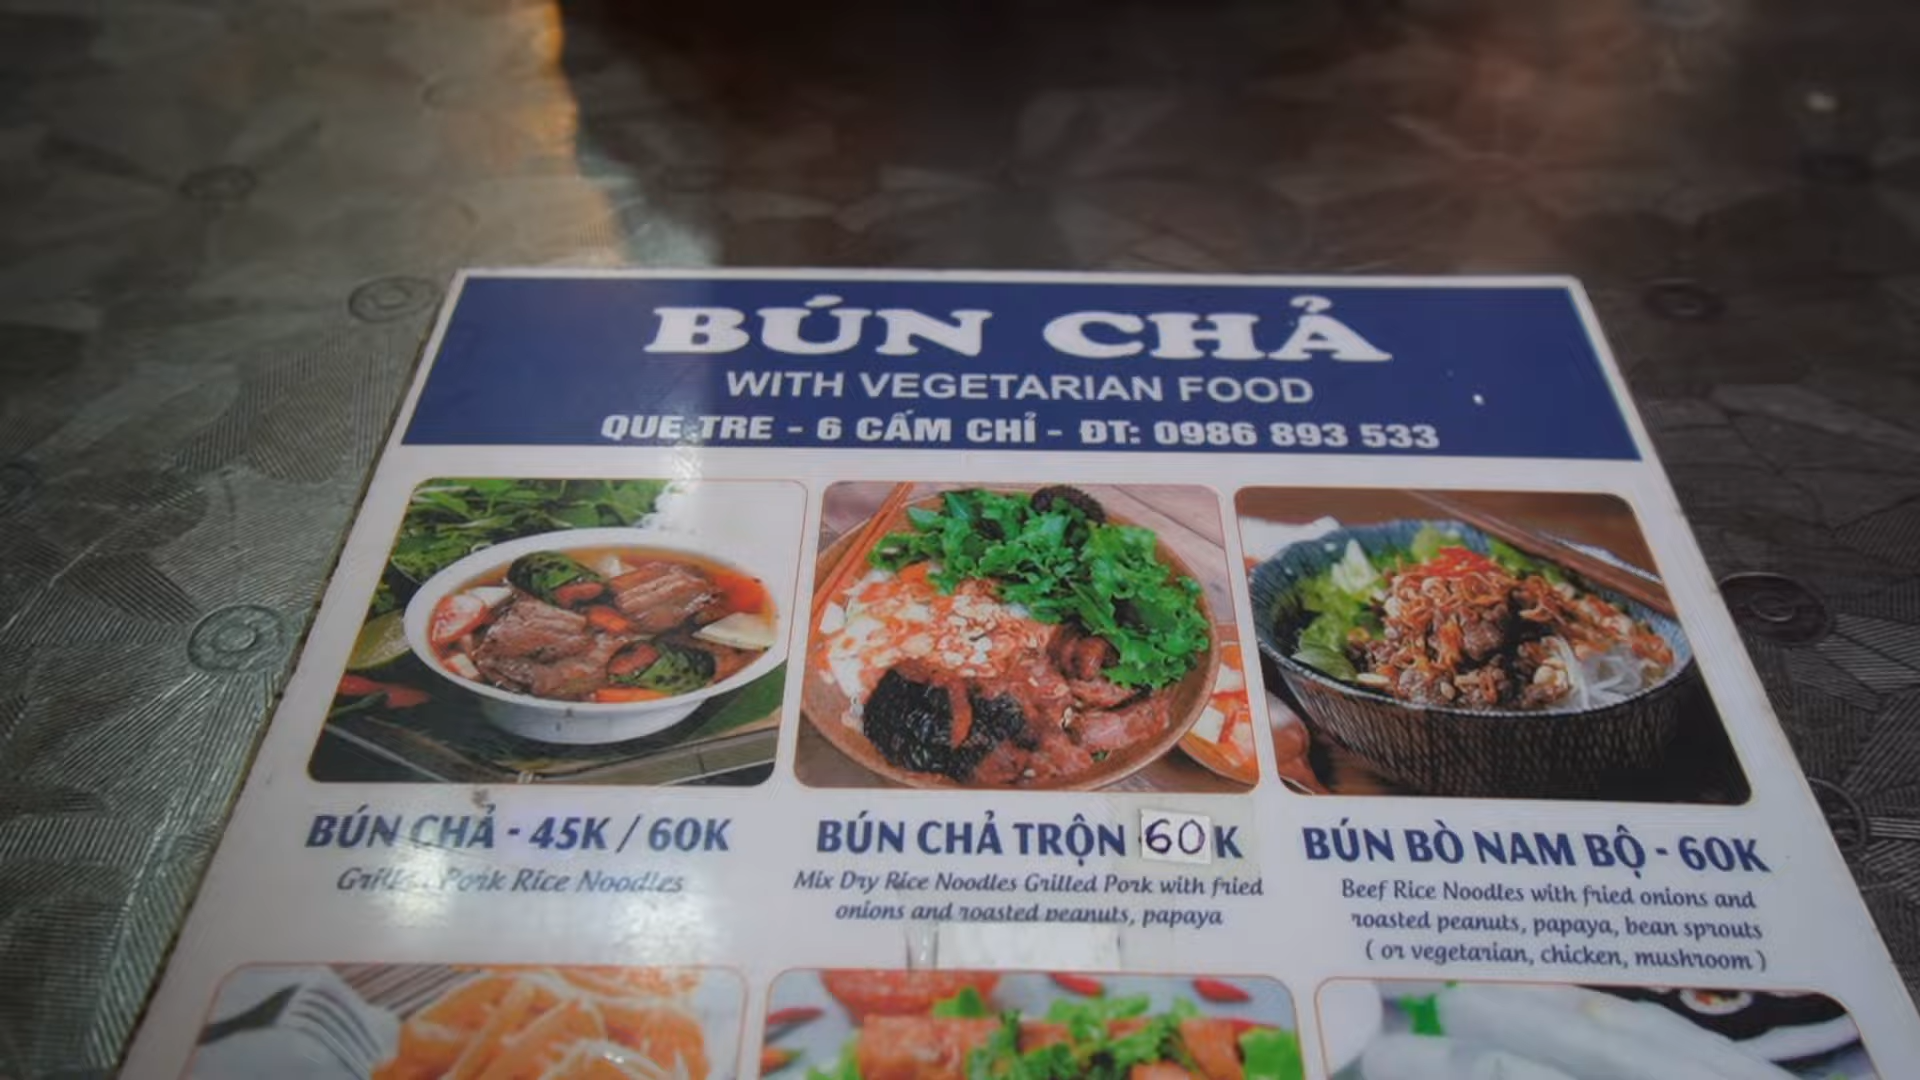 BÚN CHẢ
WITH VEGETARIAN FOOD
QUE TRE - 6 CẤM CHỈ - ĐT: 0986 893 533
BÚN CHẢ - 45K / 60K
Grilled Pork Rice Noodles
BÚN CHẢ TRỘN 60K
Mix Dry Rice Noodles Grilled Pork with fried
onions and roasted peanuts, papaya
BÚN BÒ NAM BỘ - 60K
Beef Rice Noodles with fried onions and
roasted peanuts, papaya, bean sprouts
( or vegetarian, chicken, mushroom )